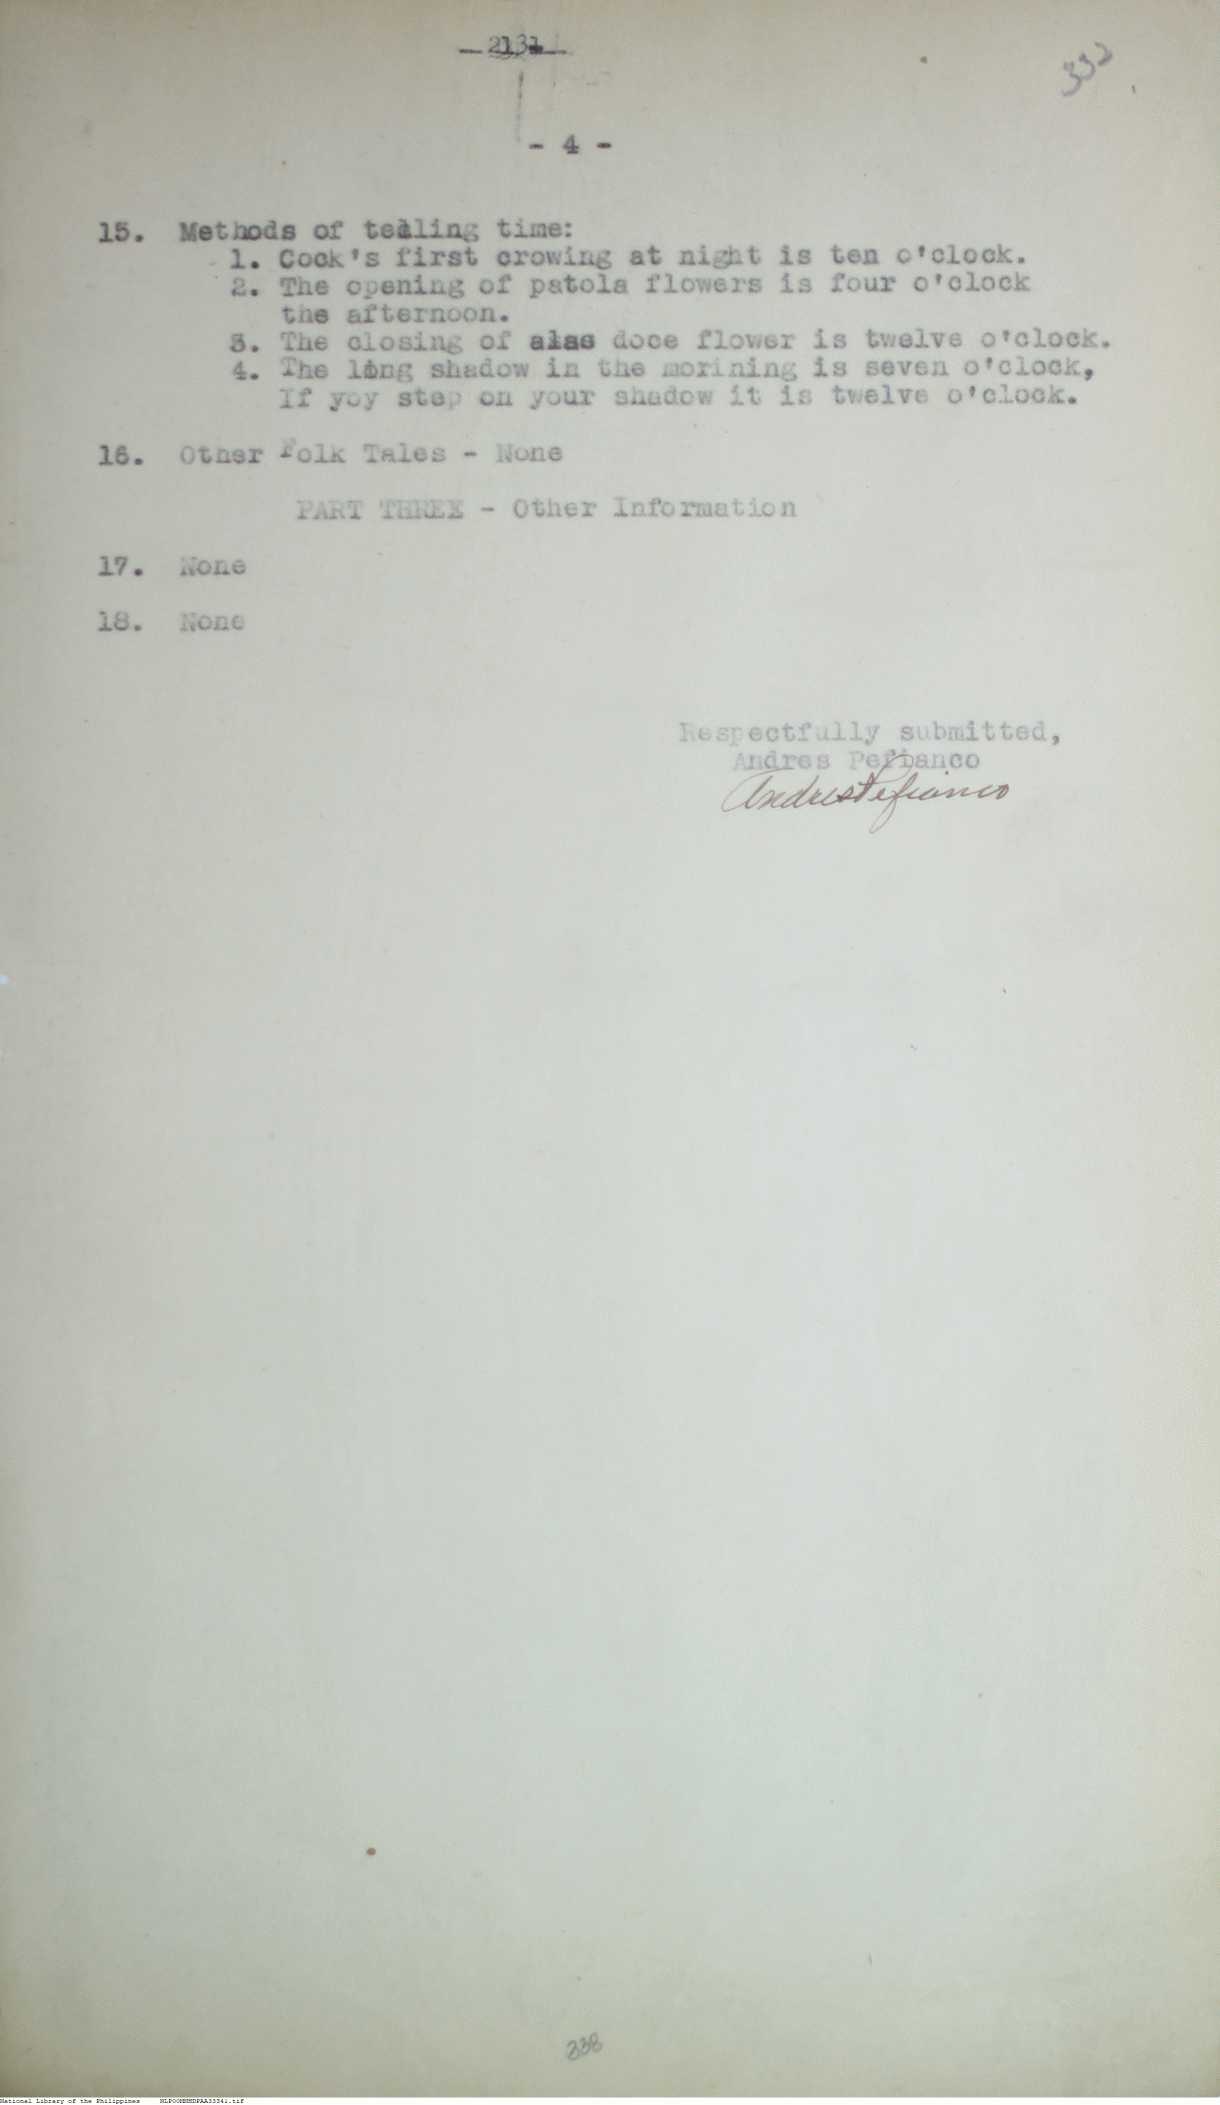 332
- 4 -
15. Methods of telling time:
1. Cock's first crowing at night is ten o'clock.
2. The opening of patola flowers is four o'clock
the afternoon.
3. The closing of alas doce flower is twelve o'clock.
4. The long shadow in the morining is seven o'clock,
If yoy step on your shadow it is twelve o'clock.
16. Other Folk Tales - None
PART THREE - Other Information
17. None
18. None
Respectfully submitted,
Andres Pefianco
Andres Pefianco
338
National Library of the Philippines